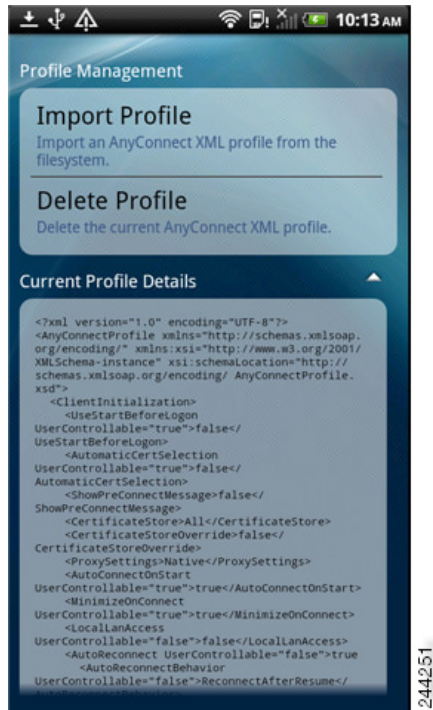 10:13 AM
Profile Management
Import Profile
Import an AnyConnect XML profile from the
filesystem.
Delete Profile
Delete the current AnyConnect XML profile.
Current Profile Details
<?xml version="1.0" encoding="UTF-8"?>
<AnyConnectProfile xmlns="http://schemas.xmlsoap.
org/encoding/" xmlns:xsi="http://www.w3.org/2001/
XMLSchema-instance" xsi:schemaLocation="http://
schemas.xmlsoap.org/encoding/ AnyConnectProfile.
xsd">
<ClientInitialization>
<UseStartBeforeLogon
UserControllable="true">false</
UseStartBeforeLogon>
<AutomaticCertSelection
UserControllable="true">false</
AutomaticCertSelection>
<ShowPreConnectMessage>false</
ShowPreConnectMessage>
<CertificateStore>All</CertificateStore>
<CertificateStoreOverride>false</
CertificateStoreOverride>
<ProxySettings>Native</ProxySettings>
<AutoConnectOnStart
UserControllable="true">true</AutoConnectOnStart>
<MinimizeOnConnect
UserControllable="true">true</MinimizeOnConnect>
<LocalLanAccess
UserControllable="false">false</LocalLanAccess>
<AutoReconnect UserControllable="false">true
<AutoReconnectBehavior
UserControllable="false">ReconnectAfterResume</
244251